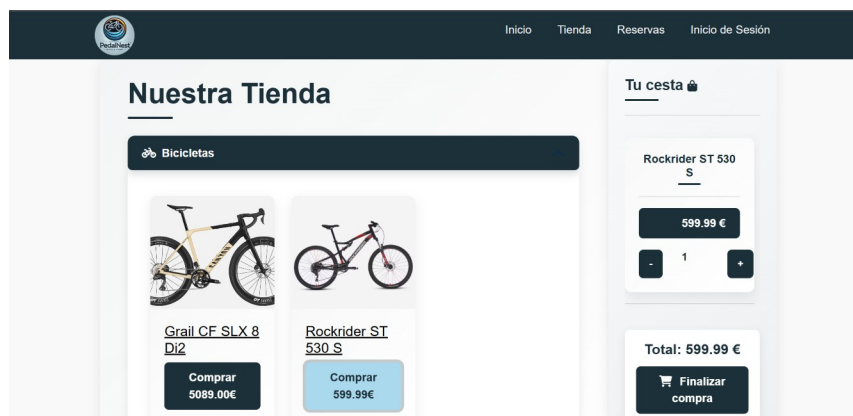 PedalNest
Inicio
Tienda
Reservas
Inicio de Sesión
Nuestra Tienda
Bicicletas
CANYON
Grail CF SLX 8
Di2
Comprar
5089.00€
Rockrider ST
530 S
Comprar
599.99€
Tu cesta
Rockrider ST 530
S
599.99 €
-
1
+
Total: 599.99 €
Finalizar
compra